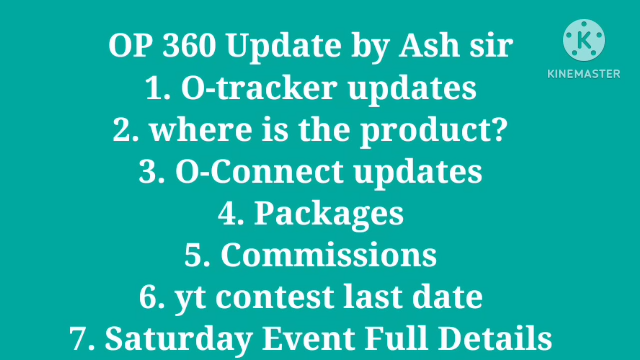 OP 360 Update by Ash sir
KINEMASTER
1. O-tracker updates
2. where is the product?
3. O-Connect updates
4. Packages
5. Commissions
6. yt contest last date
7. Saturday Event Full Details